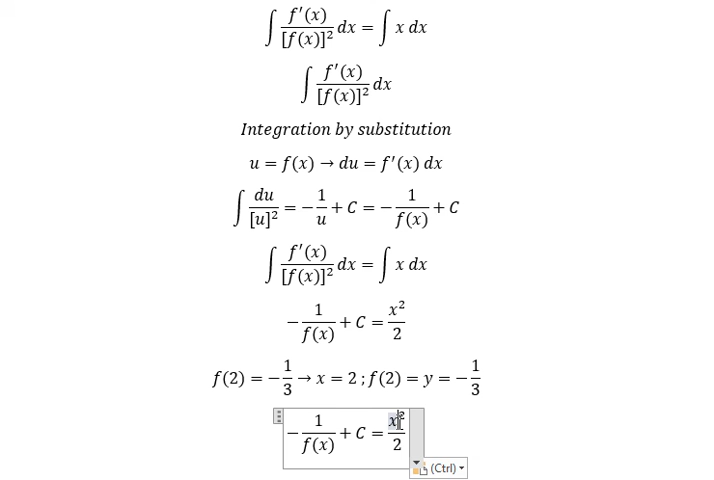 ∫ f′(x)/[f(x)]² dx = ∫ x dx
∫ f′(x)/[f(x)]² dx
Integration by substitution
u = f(x) → du = f′(x) dx
∫ du/[u]² = −1/u + C = −1/f(x) + C
∫ f′(x)/[f(x)]² dx = ∫ x dx
−1/f(x) + C = x²/2
f(2) = −1/3 → x = 2 ; f(2) = y = −1/3
−1/f(x) + C = x²/2
(Ctrl)